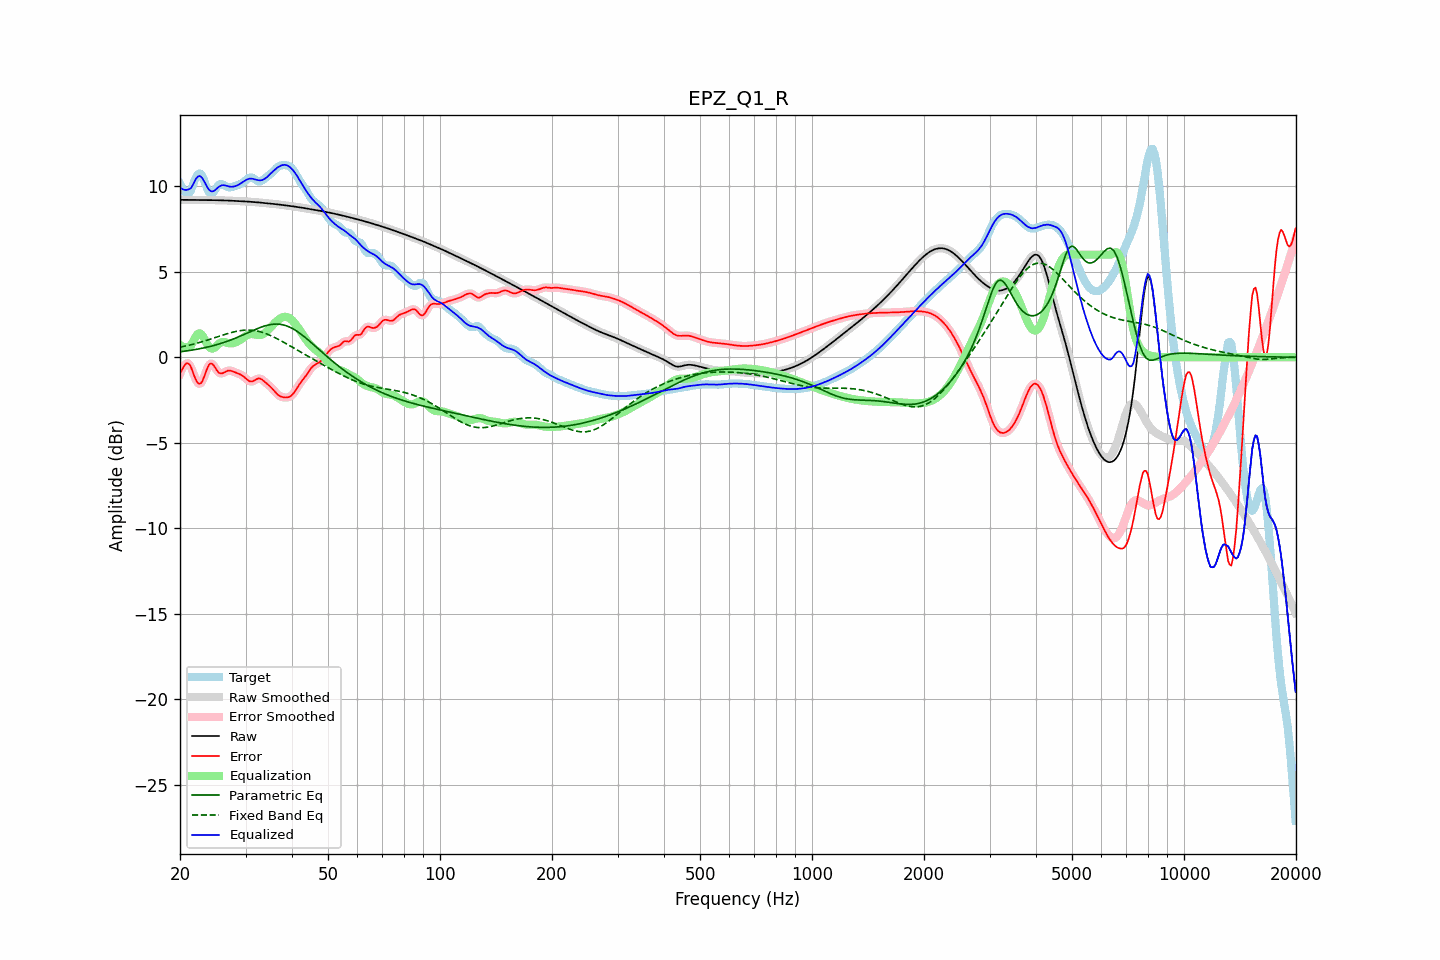 EPZ_Q1_R
Amplitude (dBr)
10
5
0
−5
−10
−15
−20
−25
Target
Raw Smoothed
Error Smoothed
Raw
Error
Equalization
Parametric Eq
Fixed Band Eq
Equalized
20 50 100 200 500 1000 2000 5000 10000 20000
Frequency (Hz)